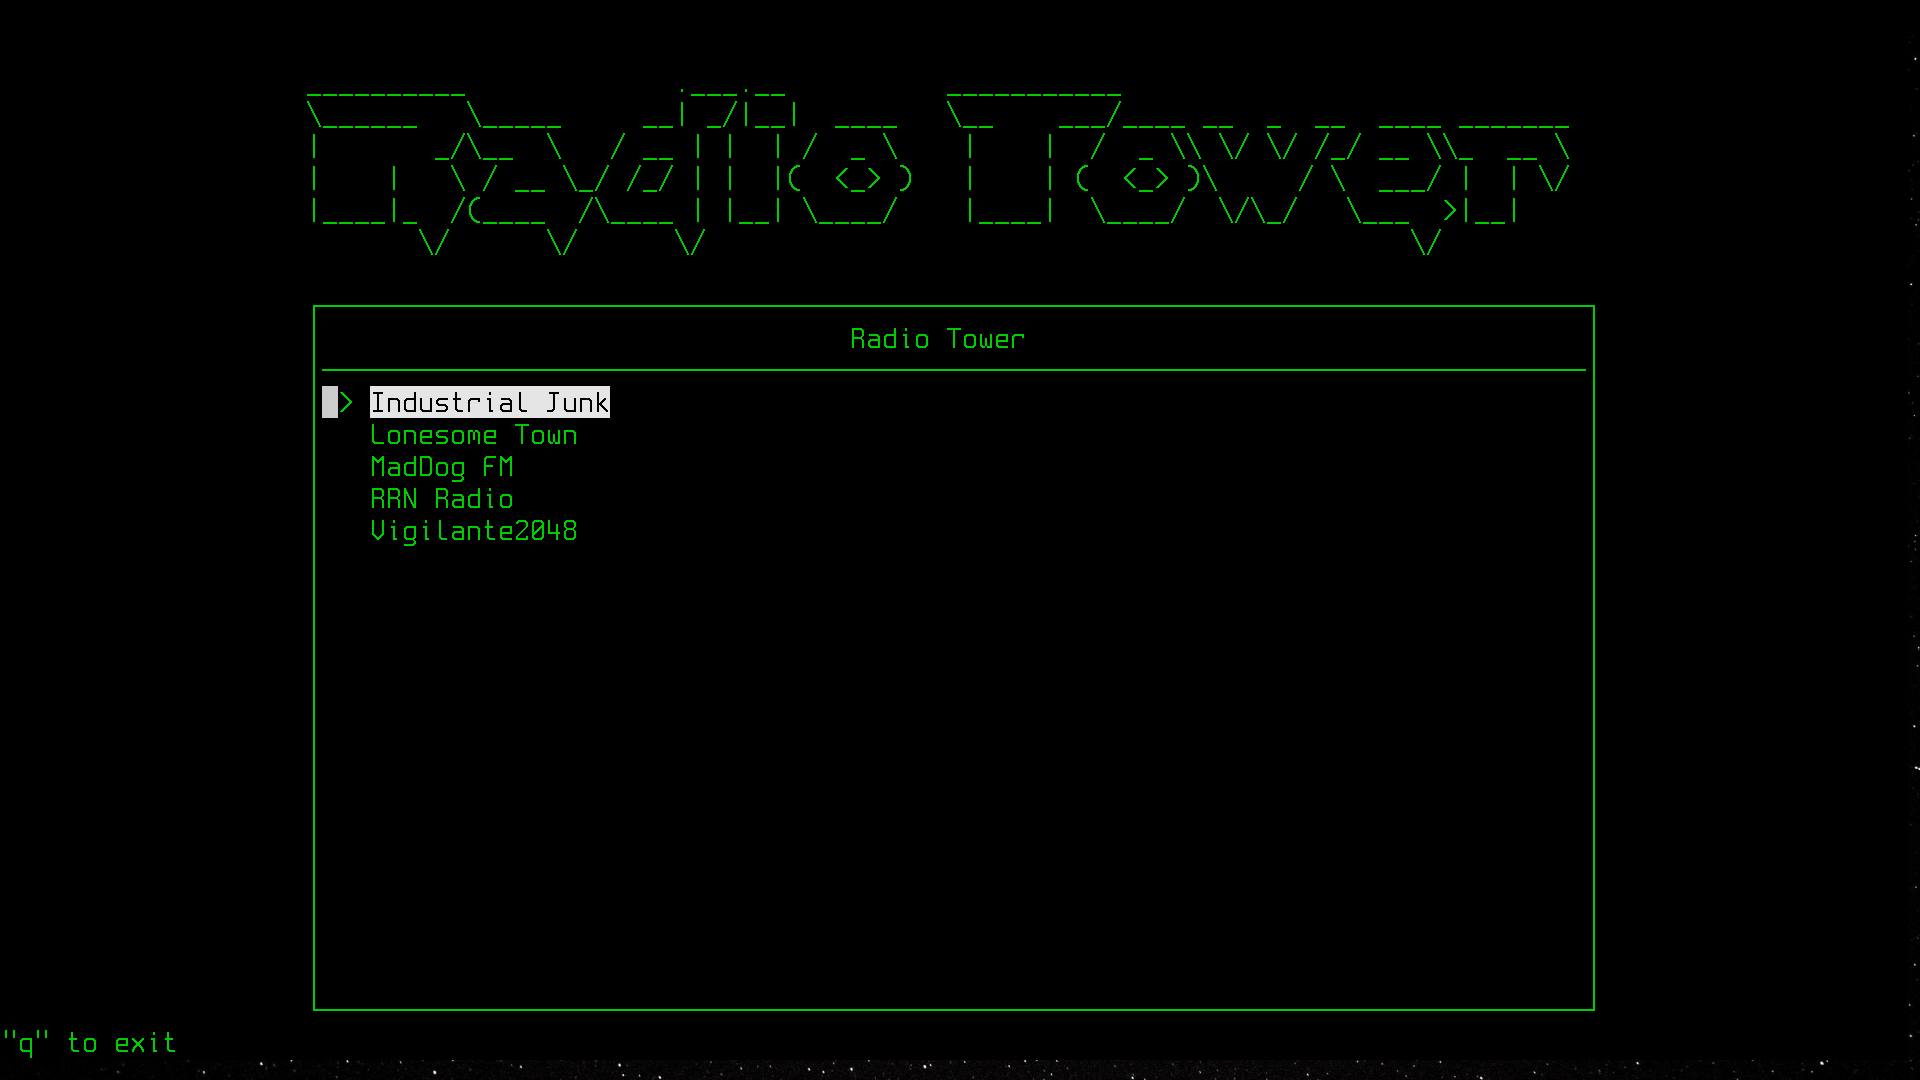 Radio Tower
Radio Tower
> Industrial Junk
Lonesome Town
MadDog FM
RRN Radio
Vigilante2048
"q" to exit